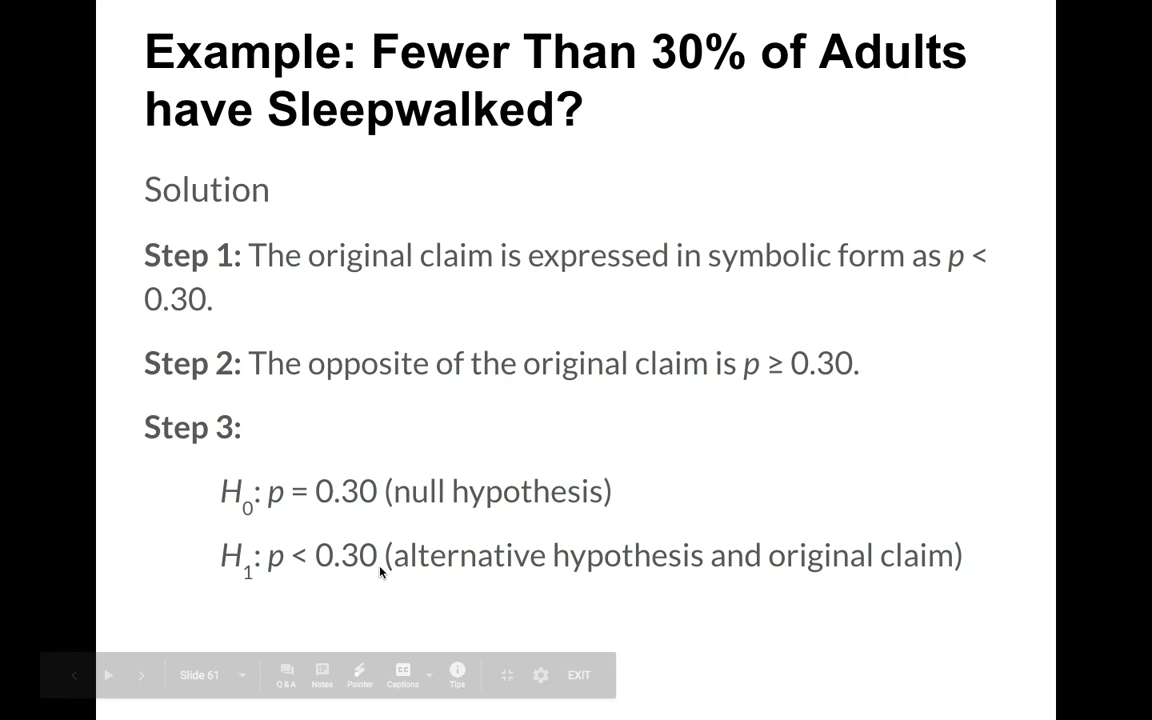 Example: Fewer Than 30% of Adults
have Sleepwalked?
Solution
Step 1: The original claim is expressed in symbolic form as p <
0.30.
Step 2: The opposite of the original claim is p ≥ 0.30.
Step 3:
H₀: p = 0.30 (null hypothesis)
H₁: p < 0.30 (alternative hypothesis and original claim)
Slide 61
CC
Q & A Notes Pointer Captions Tips EXIT